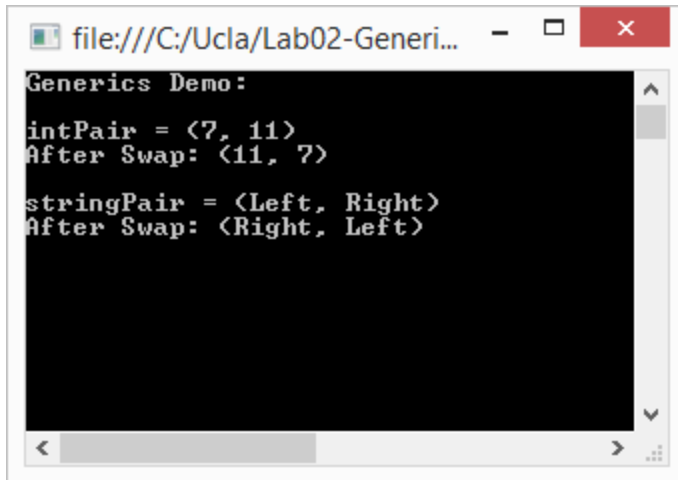 file:///C:/Ucla/Lab02-Generi...
Generics Demo:
intPair = (7, 11)
After Swap: (11, 7)
stringPair = (Left, Right)
After Swap: (Right, Left)